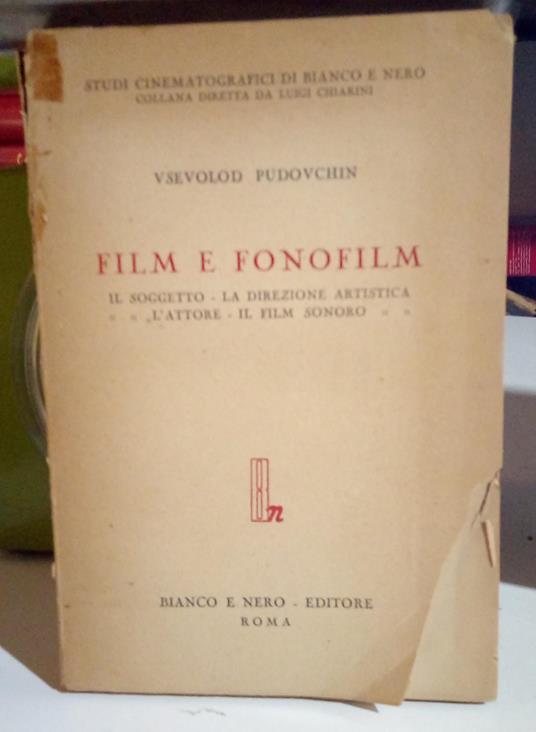 STUDI CINEMATOGRAFICI DI BIANCO E NERO
COLLANA DIRETTA DA LUIGI CHIARINI
VSEVOLOD PUDOVCHIN
FILM E FONOFILM
IL SOGGETTO - LA DIREZIONE ARTISTICA
" " L'ATTORE - IL FILM SONORO " "
BIANCO E NERO - EDITORE
ROMA